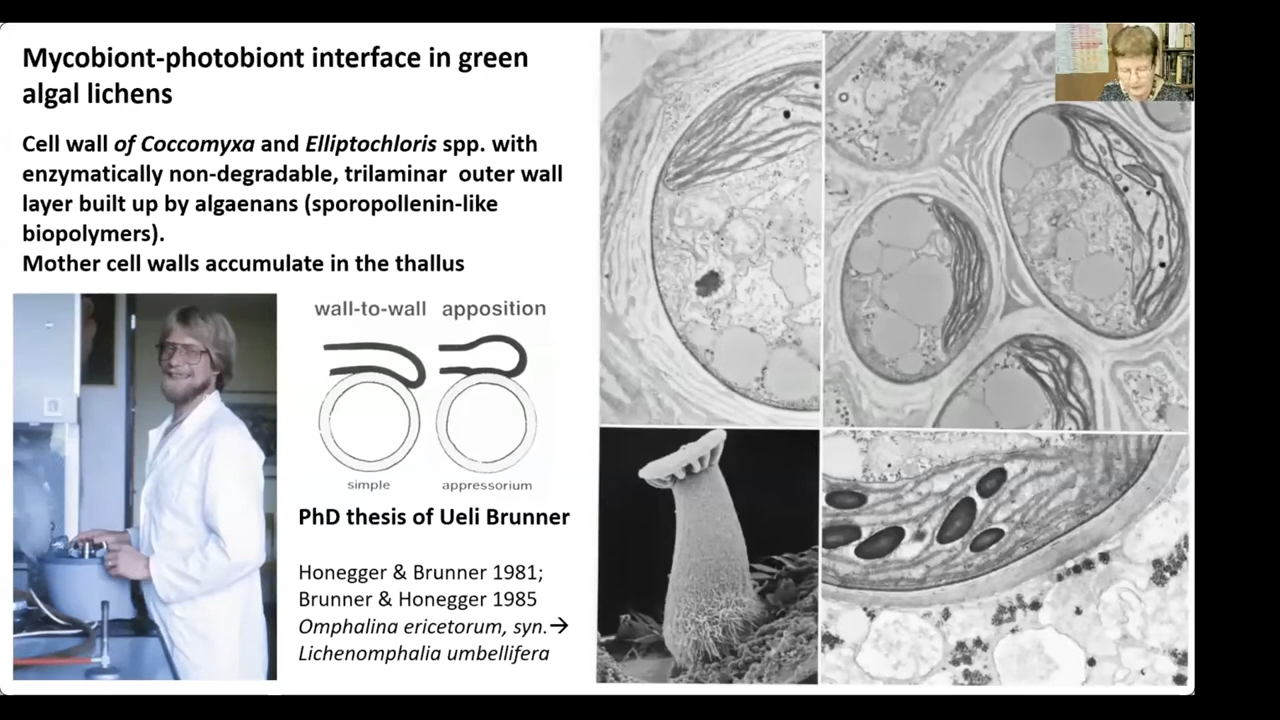 Mycobiont-photobiont interface in green
algal lichens
Cell wall of Coccomyxa and Elliptochloris spp. with
enzymatically non-degradable, trilaminar outer wall
layer built up by algaenans (sporopollenin-like
biopolymers).
Mother cell walls accumulate in the thallus
wall-to-wall apposition
simple appressorium
PhD thesis of Ueli Brunner
Honegger & Brunner 1981;
Brunner & Honegger 1985
Omphalina ericetorum, syn.→
Lichenomphalia umbellifera